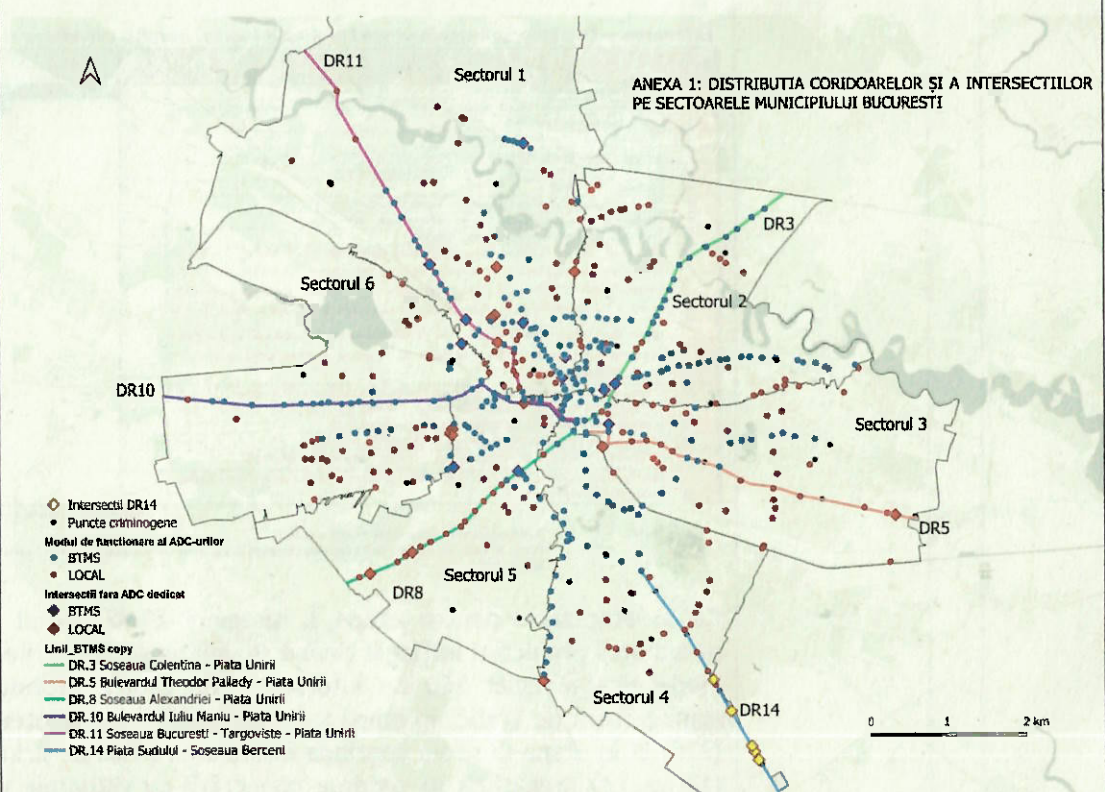 DR11
Sectorul 1
ANEXA 1: DISTRIBUTIA CORIDOARELOR ȘI A INTERSECTIILOR
PE SECTOARELE MUNICIPIULUI BUCURESTI
DR3
Sectorul 6
Sectorul 2
DR10
Sectorul 3
Intersectii DR14
Puncte criminogene
Modul de functionare al ADC-urilor
BTMS
LOCAL
Intersectii fara ADC dedicat
BTMS
LOCAL
Linii_BTMS copy
DR.3 Soseaua Colentina - Piata Unirii
DR.5 Bulevardul Theodor Pallady - Piata Unirii
DR.8 Soseaua Alexandriei - Piata Unirii
DR.10 Bulevardul Iuliu Maniu - Piata Unirii
DR.11 Soseaua Bucuresti - Targoviste - Piata Unirii
DR.14 Piata Sudului - Soseaua Berceni
DR5
Sectorul 5
DR8
Sectorul 4
DR14
0 1 2 km